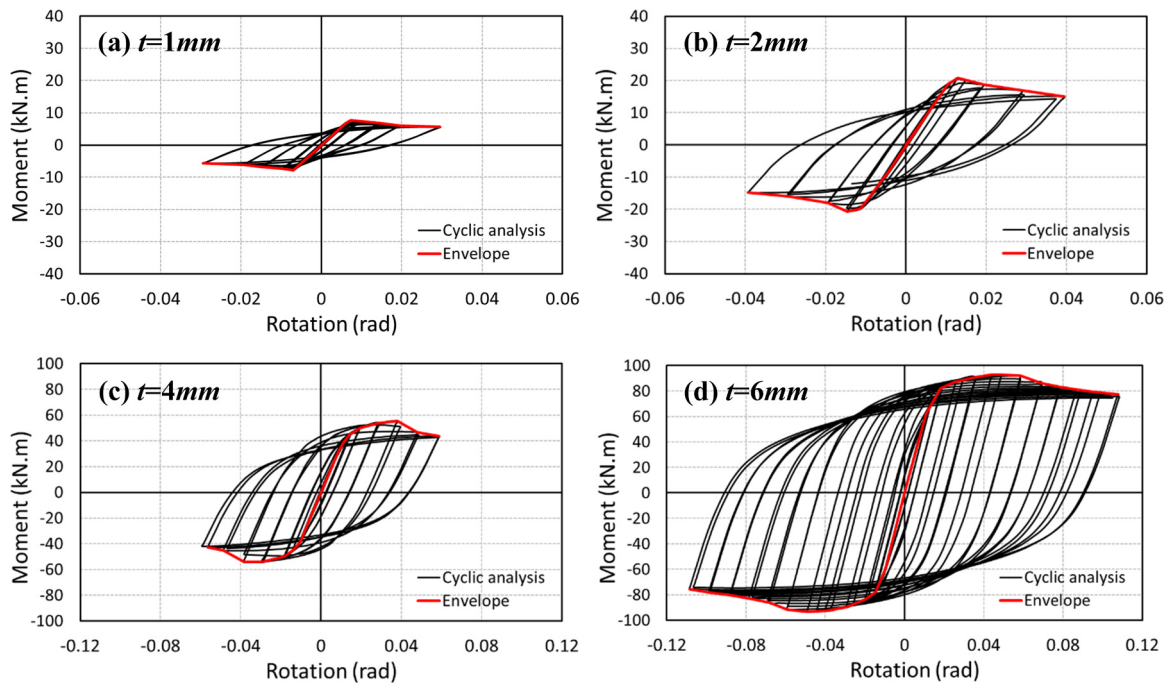 (a) t=1mm
40
30
20
10
0
-10
-20
-30
-40
Moment (kN.m)
Cyclic analysis
Envelope
-0.06 -0.04 -0.02 0 0.02 0.04 0.06
Rotation (rad)
(b) t=2mm
40
30
20
10
0
-10
-20
-30
-40
Moment (kN.m)
Cyclic analysis
Envelope
-0.06 -0.04 -0.02 0 0.02 0.04 0.06
Rotation (rad)
(c) t=4mm
100
80
60
40
20
0
-20
-40
-60
-80
-100
Moment (kN.m)
Cyclic analysis
Envelope
-0.12 -0.08 -0.04 0 0.04 0.08 0.12
Rotation (rad)
(d) t=6mm
100
80
60
40
20
0
-20
-40
-60
-80
-100
Moment (kN.m)
Cyclic analysis
Envelope
-0.12 -0.08 -0.04 0 0.04 0.08 0.12
Rotation (rad)